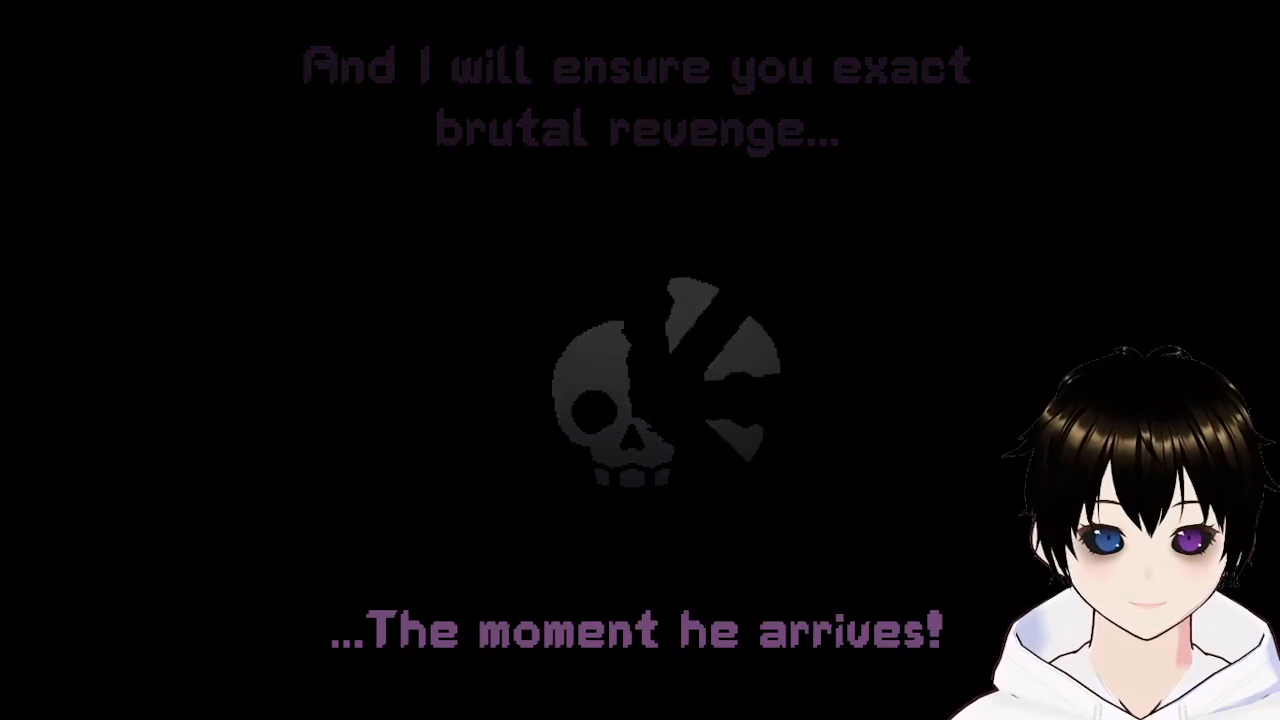 And I will ensure you exact
brutal revenge...
...The moment he arrives!